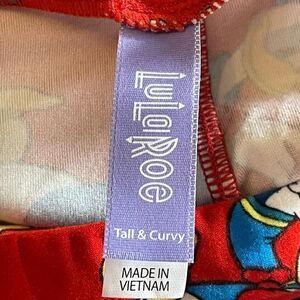 LuLaRoe
Tall & Curvy
MADE IN
VIETNAM